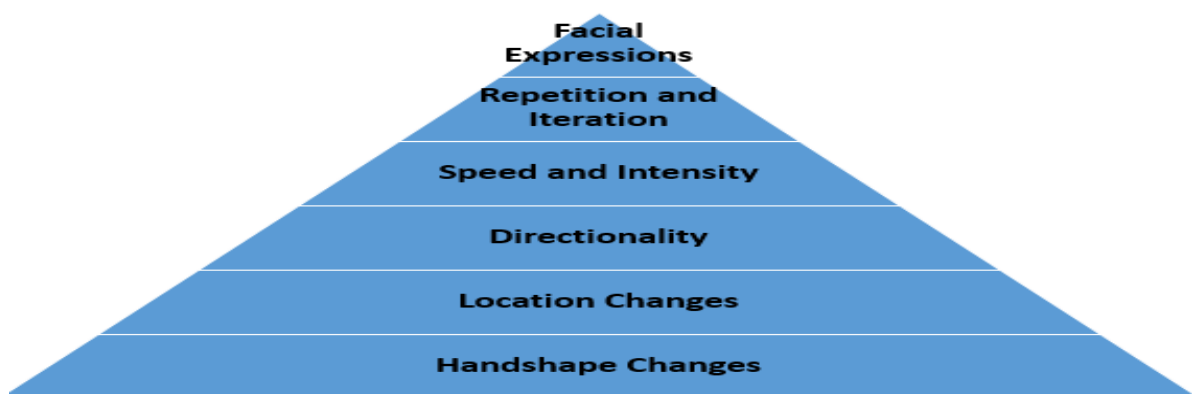 Facial
Expressions
Repetition and
Iteration
Speed and Intensity
Directionality
Location Changes
Handshape Changes